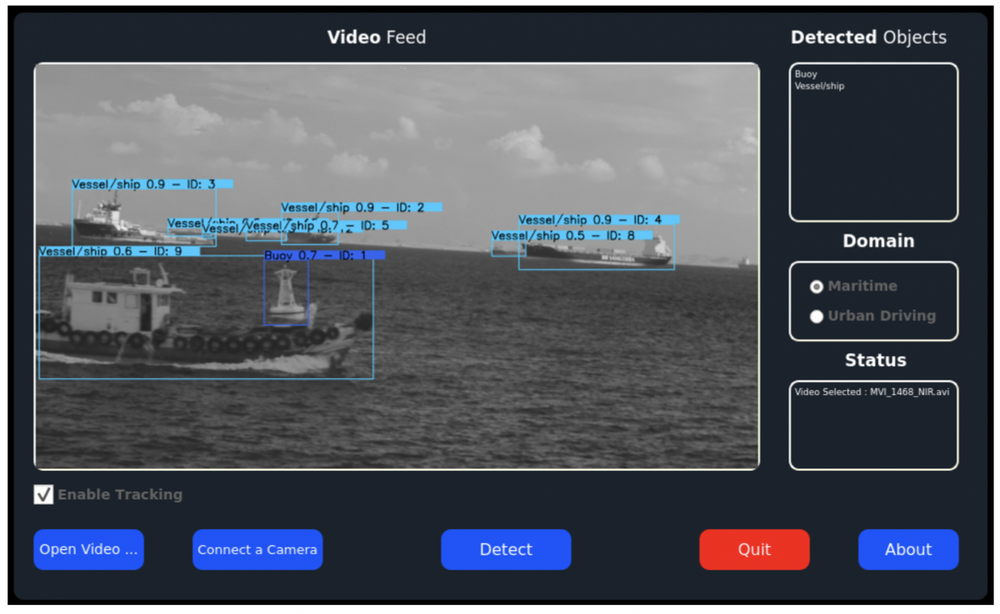 Video Feed
Detected Objects
Buoy
Vessel/ship
Vessel/ship 0.9 – ID: 3
Vessel/ship 0.9 – ID: 2
Vessel/ship
Vessel/ship
Vessel/ship 0.7 – ID: 5
Vessel/ship 0.9 – ID: 4
Vessel/ship 0.5 – ID: 8
Vessel/ship 0.6 – ID: 9
Buoy 0.7 – ID: 1
Domain
Maritime
Urban Driving
Status
Video Selected : MVI_1468_NIR.avi
Enable Tracking
Open Video ...
Connect a Camera
Detect
Quit
About